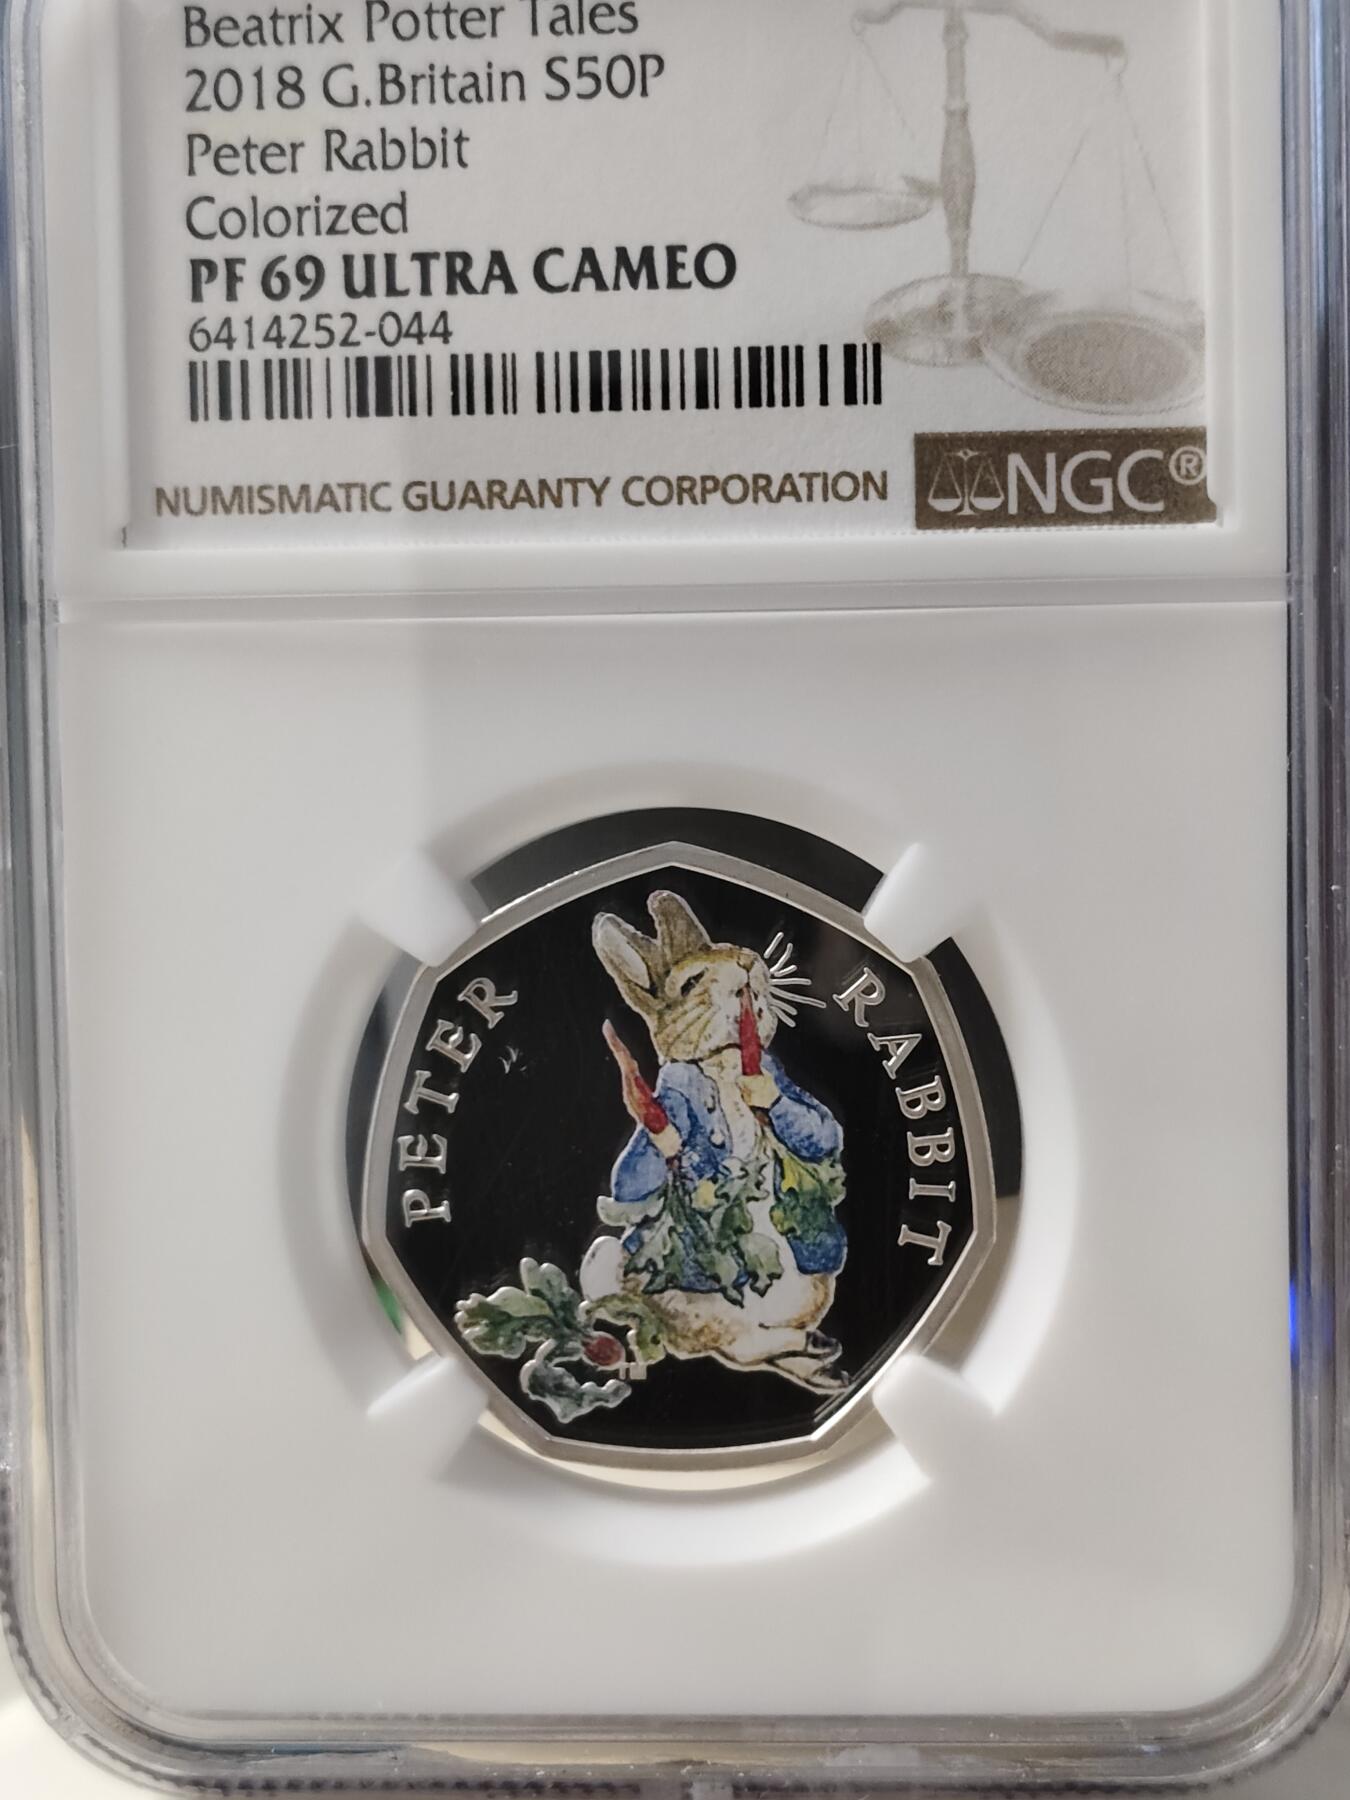 Beatrix Potter Tales
2018 G.Britain S50P
Peter Rabbit
Colorized
PF 69 ULTRA CAMEO
6414252-044
NUMISMATIC GUARANTY CORPORATION
NGC®
PETER RABBIT